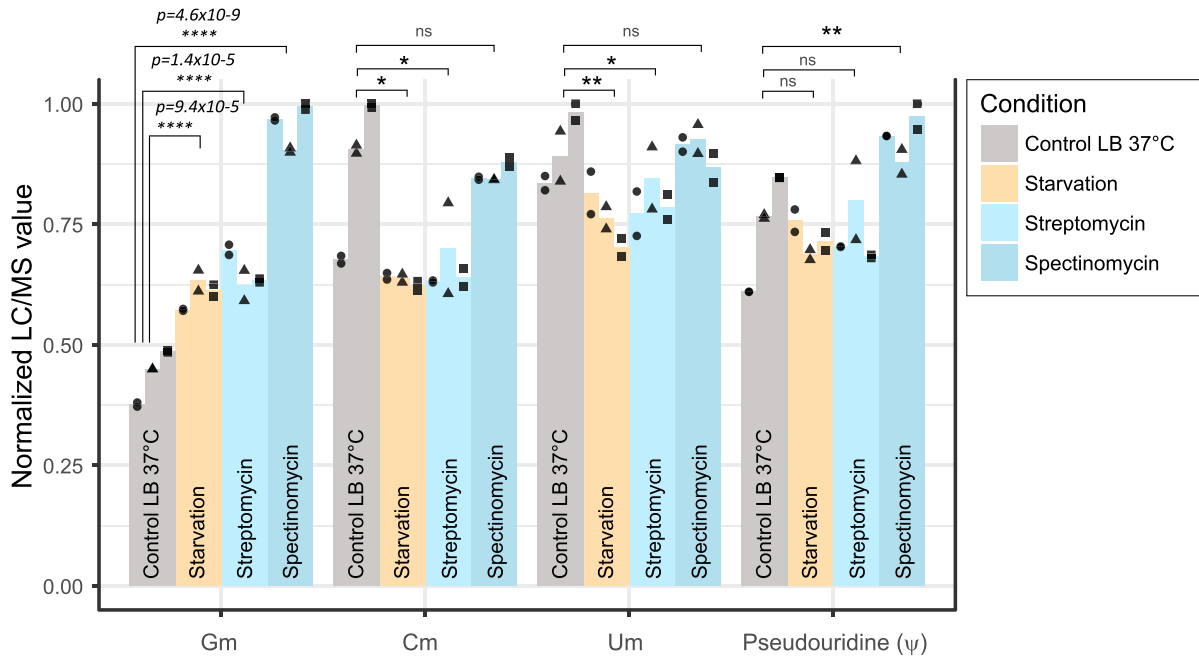 p=4.6x10-9
****
p=1.4x10-5
****
p=9.4x10-5
****
ns
*
*
ns
*
**
**
ns
ns
Normalized LC/MS value
1.00
0.75
0.50
0.25
0.00
Control LB 37°C
Starvation
Streptomycin
Spectinomycin
Control LB 37°C
Starvation
Streptomycin
Spectinomycin
Control LB 37°C
Starvation
Streptomycin
Spectinomycin
Control LB 37°C
Starvation
Streptomycin
Spectinomycin
Gm
Cm
Um
Pseudouridine (ψ)
Condition
Control LB 37°C
Starvation
Streptomycin
Spectinomycin